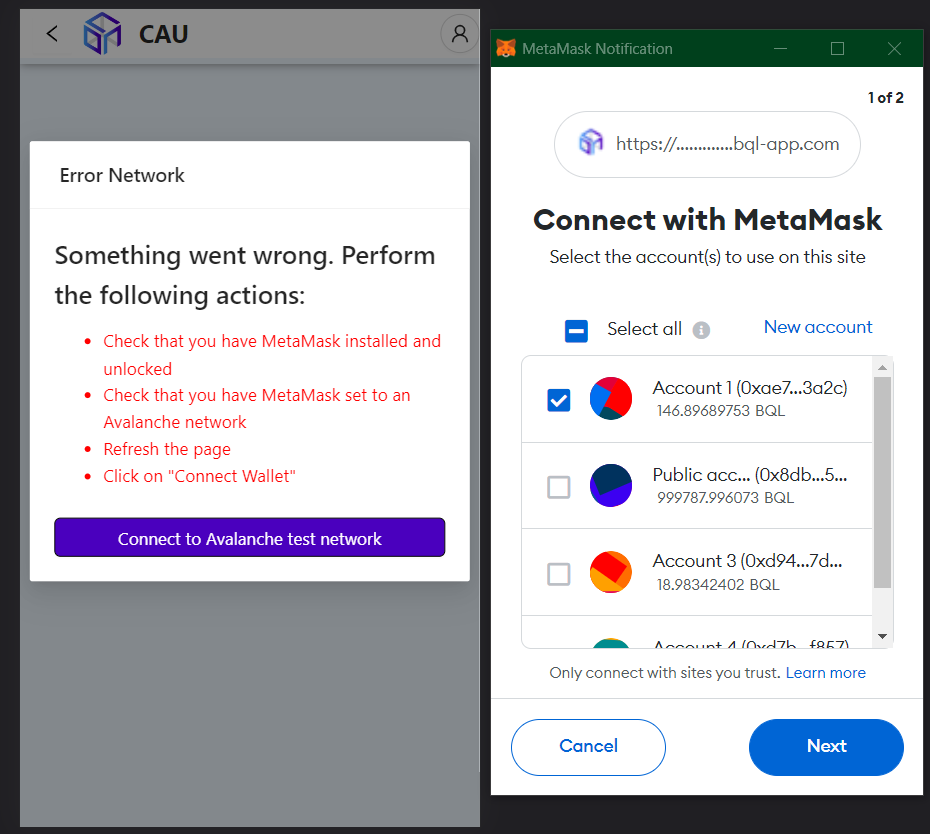 CAU
Error Network
Something went wrong. Perform
the following actions:
Check that you have MetaMask installed and
unlocked
Check that you have MetaMask set to an
Avalanche network
Refresh the page
Click on "Connect Wallet"
Connect to Avalanche test network
MetaMask Notification
1 of 2
https://.............bql-app.com
Connect with MetaMask
Select the account(s) to use on this site
Select all
New account
Account 1 (0xae7...3a2c)
146.89689753 BQL
Public acc... (0x8db...5...
999787.996073 BQL
Account 3 (0xd94...7d...
18.98342402 BQL
Account 4 (0xd7b...f857)
Only connect with sites you trust. Learn more
Cancel
Next